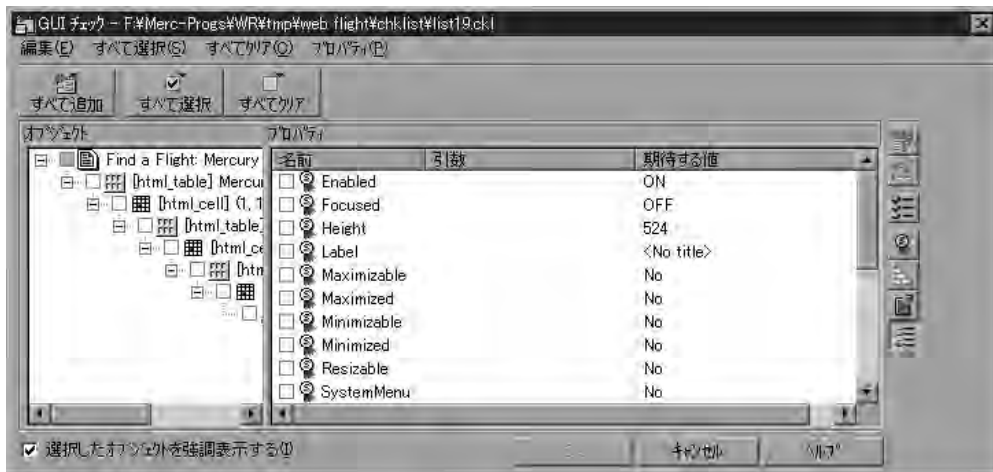 GUI チェック - F:¥Merc-Progs¥WR¥tmp¥web flight¥chklist¥list19.ckl
編集(E) すべて選択(S) すべてクリア(O) プロパティ(P)
すべて追加 すべて選択 すべてクリア
オブジェクト プロパティ
Find a Flight: Mercury
[html_table] Mercur
[html_cell] (1, 1
[html_table]
[html_ce
[htm
名前 引数 期待する値
Enabled ON
Focused OFF
Height 524
Label <No title>
Maximizable No
Maximized No
Minimizable No
Minimized No
Resizable No
SystemMenu No
選択したオブジェクトを強調表示する(I)
キャンセル ヘルプ